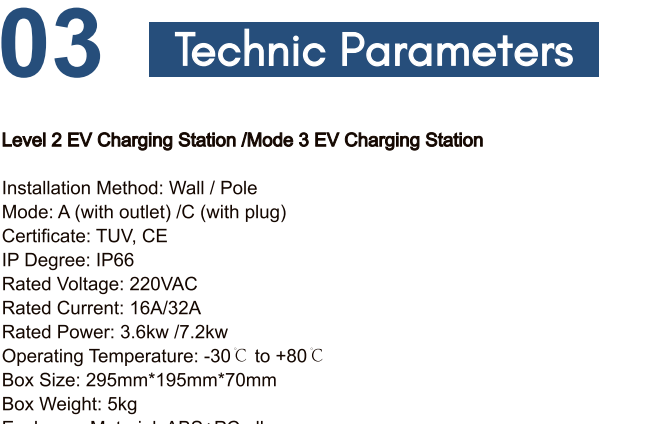 03
Technic Parameters
Level 2 EV Charging Station /Mode 3 EV Charging Station
Installation Method: Wall / Pole
Mode: A (with outlet) /C (with plug)
Certificate: TUV, CE
IP Degree: IP66
Rated Voltage: 220VAC
Rated Current: 16A/32A
Rated Power: 3.6kw /7.2kw
Operating Temperature: -30℃ to +80℃
Box Size: 295mm*195mm*70mm
Box Weight: 5kg